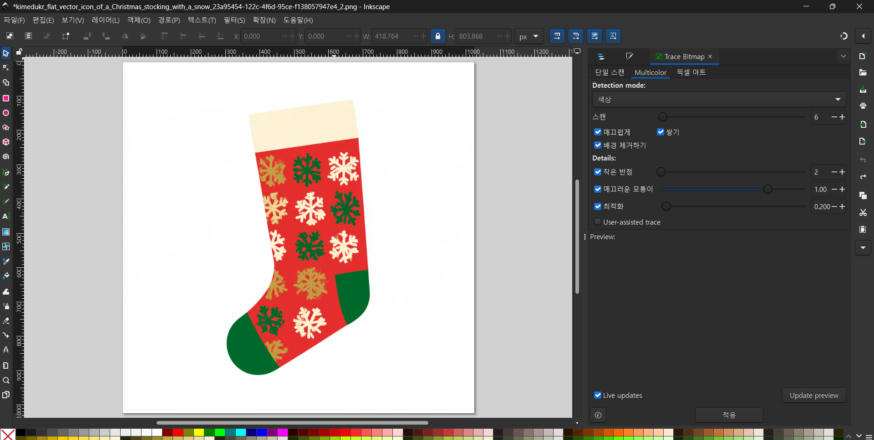 *kimedukr_flat_vector_icon_of_a_Christmas_stocking_with_a_snow_23a95454-122c-4f6d-95ce-f138057947e4_2.png - Inkscape
파일(F) 편집(E) 보기(V) 레이어(L) 객체(O) 경로(P) 텍스트(T) 필터(S) 확장(N) 도움말(H)
X: 0.000 Y: 0.000 W: 418.764 H: 803.868 px
Trace Bitmap
단일 스캔 Multicolor 픽셀 아트
Detection mode:
색상
스캔 6
매끄럽게 쌓기
배경 제거하기
Details:
작은 반점 2
매끄러운 모퉁이 1.00
최적화 0.200
User-assisted trace
Preview:
Live updates Update preview
적용